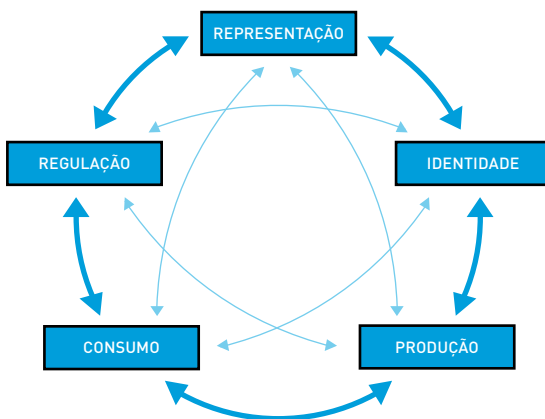 REPRESENTAÇÃO
REGULAÇÃO
IDENTIDADE
CONSUMO
PRODUÇÃO